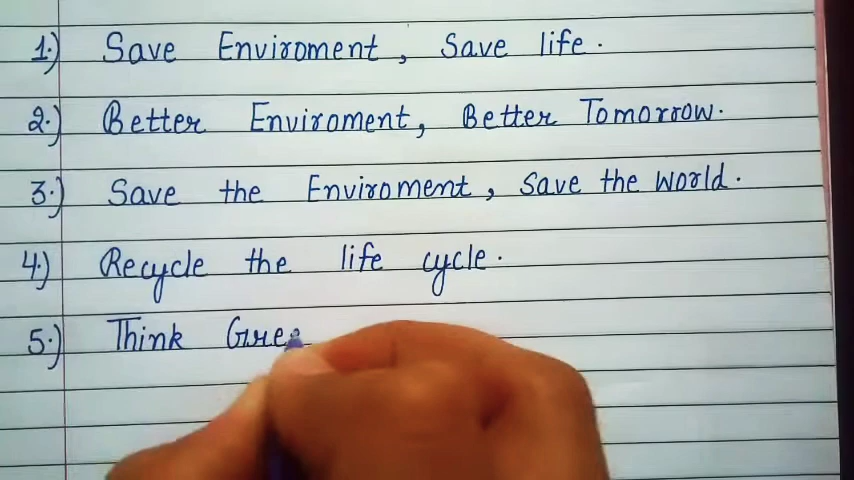 1.) Save Enviroment, Save life.
2.) Better Enviroment, Better Tomorrow.
3.) Save the Enviroment, save the world.
4.) Recycle the life cycle.
5.) Think Gree